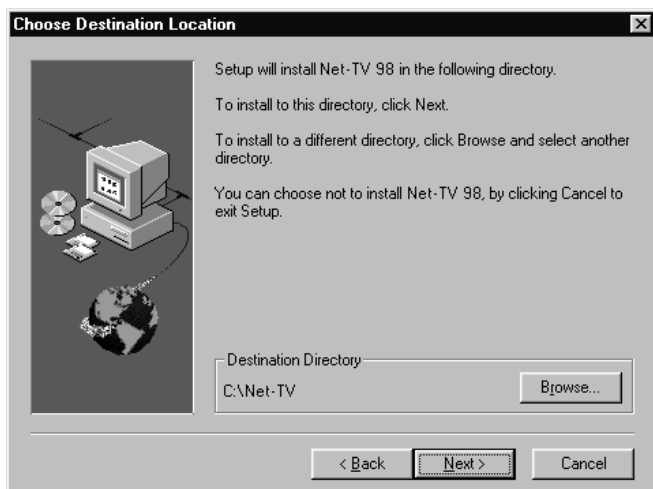 Choose Destination Location
Setup will install Net-TV 98 in the following directory.
To install to this directory, click Next.
To install to a different directory, click Browse and select another
directory.
You can choose not to install Net-TV 98, by clicking Cancel to
exit Setup.
Destination Directory
C:\Net-TV
Browse...
< Back
Next >
Cancel